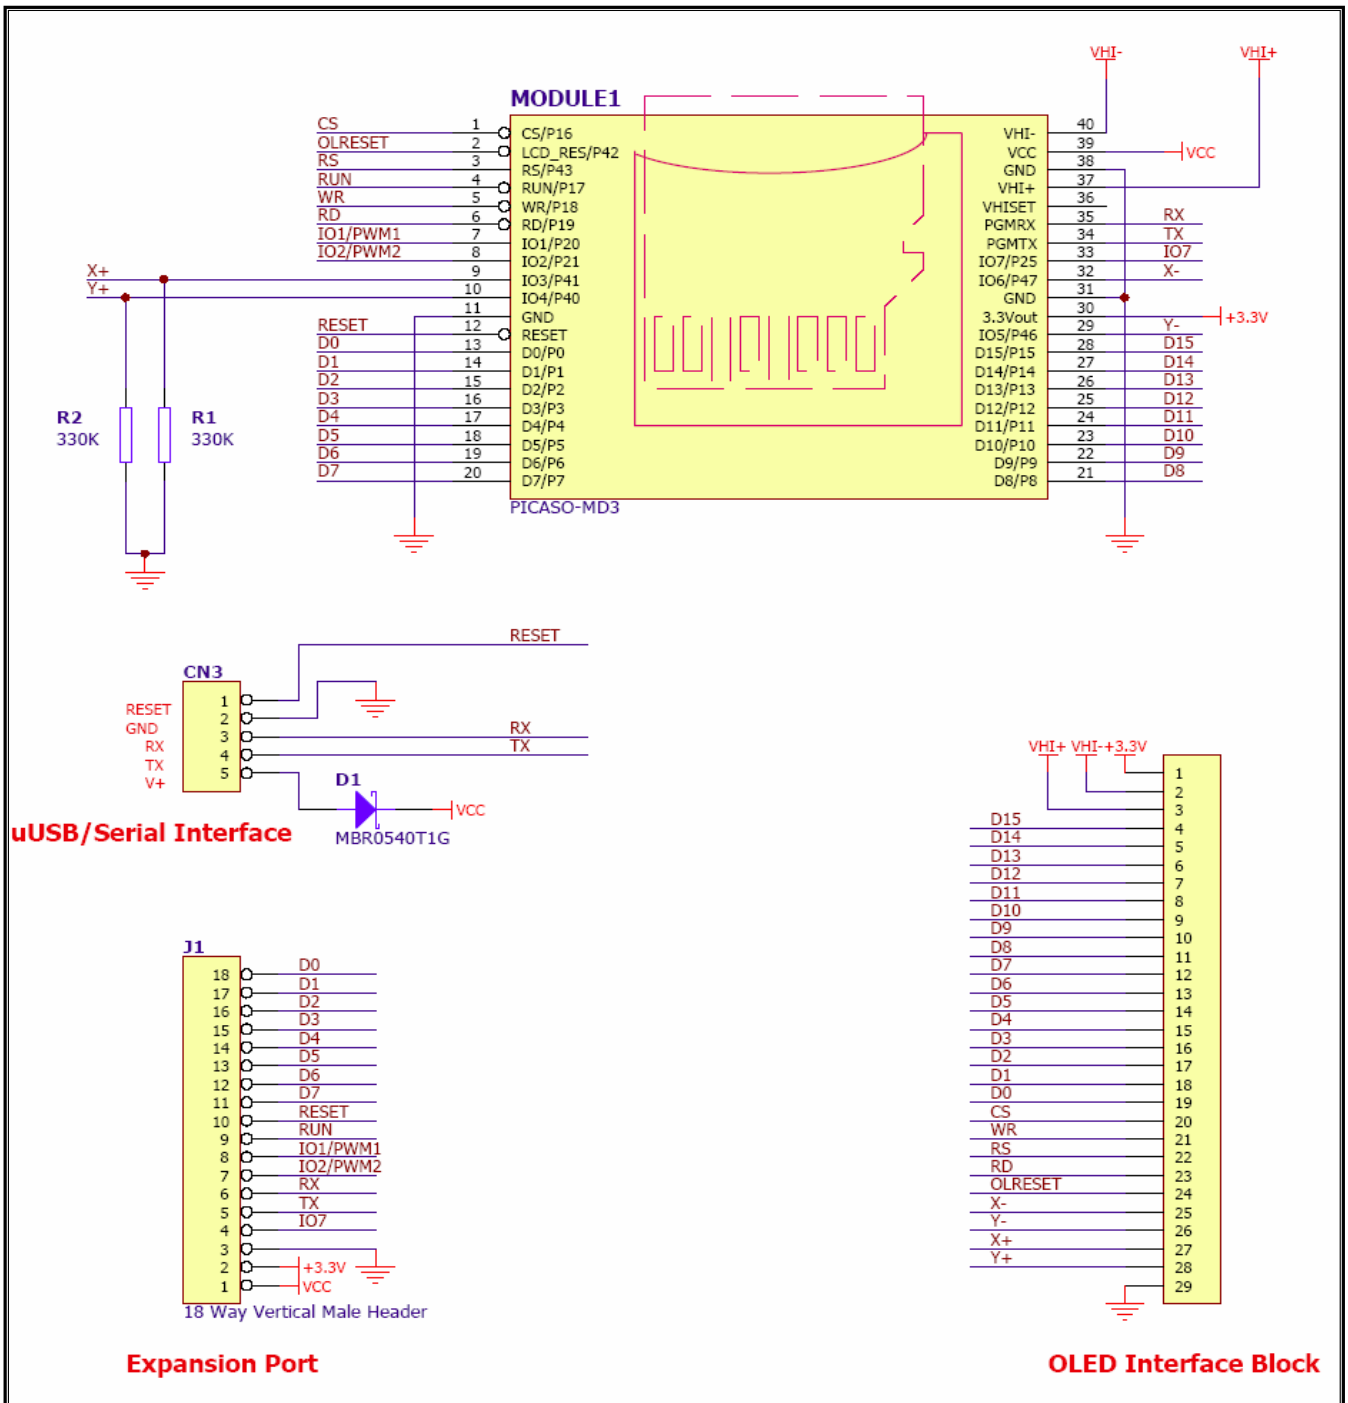 VHI- VHI+
MODULE1
CS 1 CS/P16 VHI- 40
OLRESET 2 LCD_RES/P42 VCC 39 VCC
RS 3 RS/P43 GND 38
RUN 4 RUN/P17 VHI+ 37
WR 5 WR/P18 VHISET 36
RD 6 RD/P19 PGMRX 35 RX
IO1/PWM1 7 IO1/P20 PGMTX 34 TX
IO2/PWM2 8 IO2/P21 IO7/P25 33 IO7
X+ 9 IO3/P41 IO6/P47 32 X-
Y+ 10 IO4/P40 GND 31
11 GND 3.3Vout 30 +3.3V
RESET 12 RESET IO5/P46 29 Y-
D0 13 D0/P0 D15/P15 28 D15
D1 14 D1/P1 D14/P14 27 D14
D2 15 D2/P2 D13/P13 26 D13
D3 16 D3/P3 D12/P12 25 D12
D4 17 D4/P4 D11/P11 24 D11
D5 18 D5/P5 D10/P10 23 D10
D6 19 D6/P6 D9/P9 22 D9
D7 20 D7/P7 D8/P8 21 D8
PICASO-MD3
R2 R1
330K 330K
CN3
RESET
RESET 1
GND 2
RX 3 RX
TX 4 TX
V+ 5
D1
VCC
MBR0540T1G
uUSB/Serial Interface
J1
18 D0
17 D1
16 D2
15 D3
14 D4
13 D5
12 D6
11 D7
10 RESET
9 RUN
8 IO1/PWM1
7 IO2/PWM2
6 RX
5 TX
4 IO7
3
2 +3.3V
1 VCC
18 Way Vertical Male Header
Expansion Port
VHI+ VHI- +3.3V
1
2
3
D15 4
D14 5
D13 6
D12 7
D11 8
D10 9
D9 10
D8 11
D7 12
D6 13
D5 14
D4 15
D3 16
D2 17
D1 18
D0 19
CS 20
WR 21
RS 22
RD 23
OLRESET 24
X- 25
Y- 26
X+ 27
Y+ 28
29
OLED Interface Block